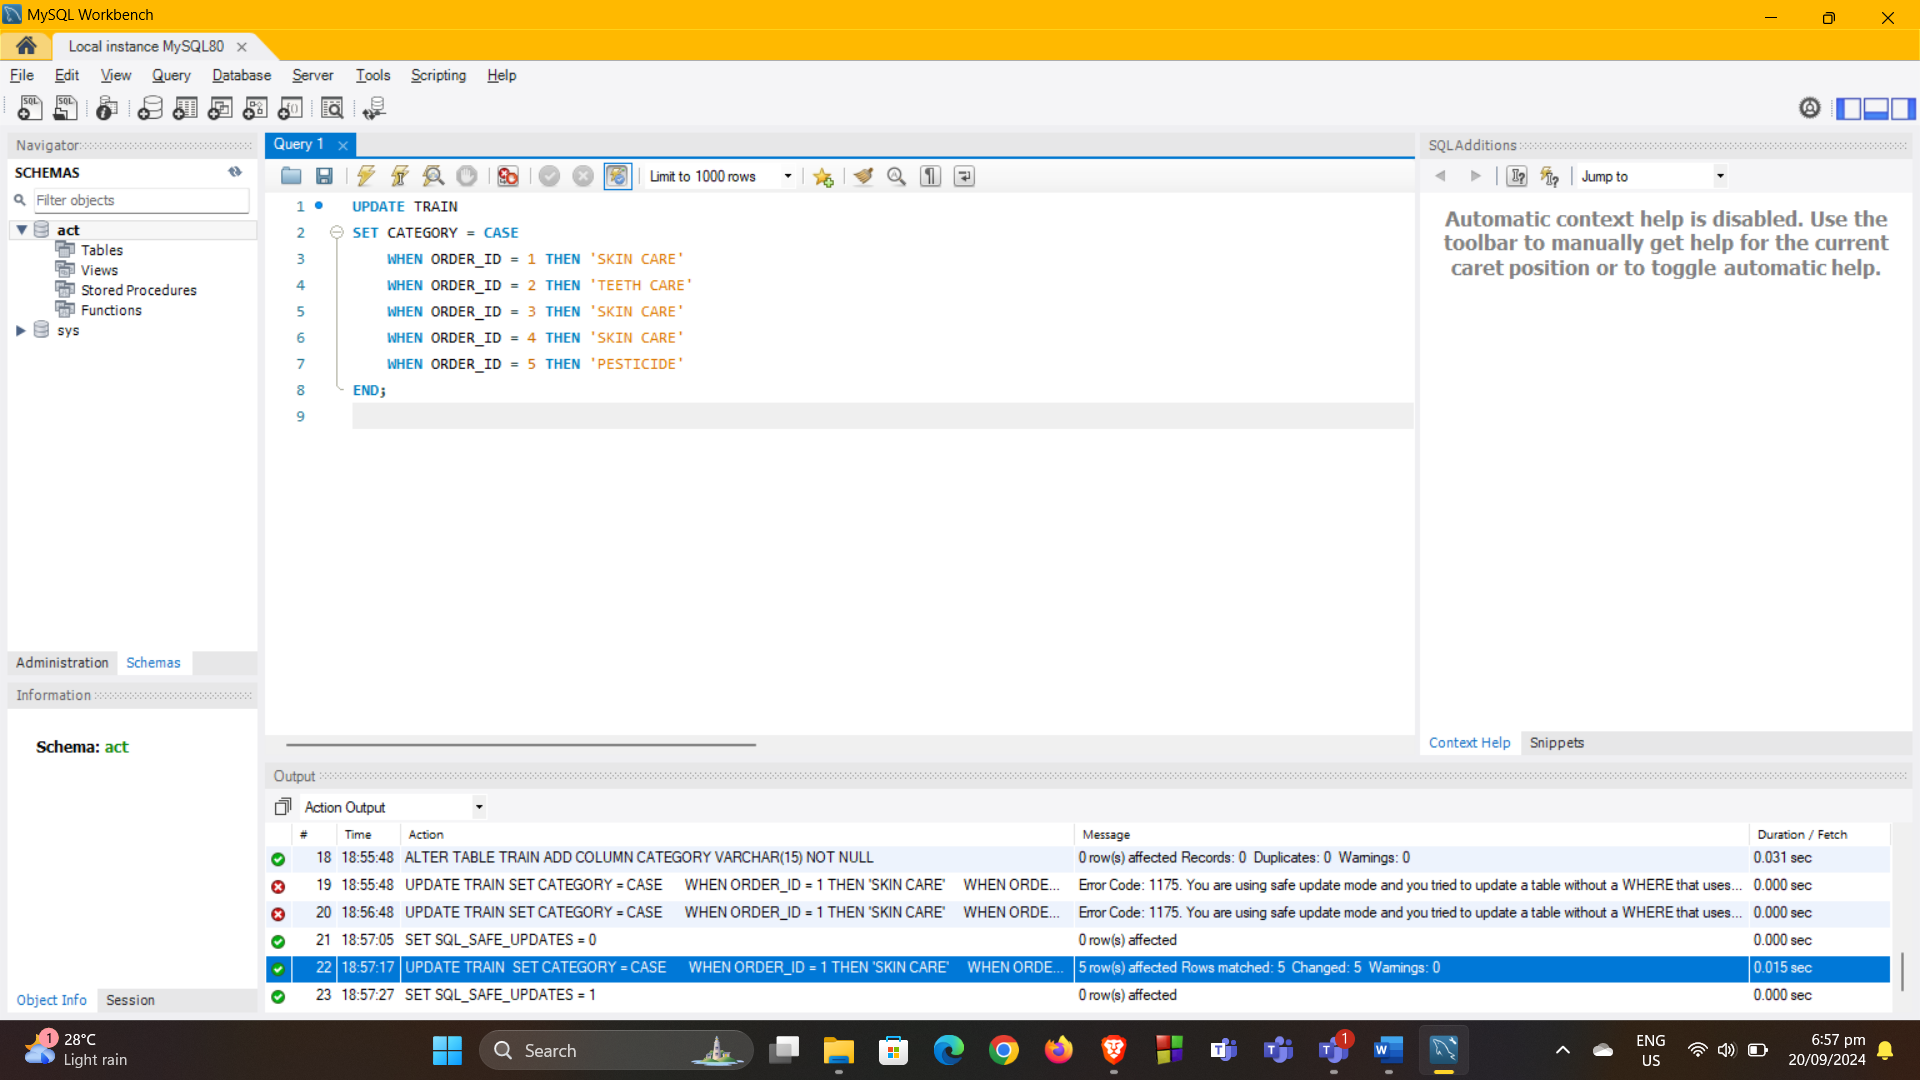 MySQL Workbench
Local instance MySQL80
File Edit View Query Database Server Tools Scripting Help
Navigator
SCHEMAS
Filter objects
act
Tables
Views
Stored Procedures
Functions
sys
Administration Schemas
Information
Schema: act
Object Info Session
Query 1
Limit to 1000 rows
1 UPDATE TRAIN
2 SET CATEGORY = CASE
3 WHEN ORDER_ID = 1 THEN 'SKIN CARE'
4 WHEN ORDER_ID = 2 THEN 'TEETH CARE'
5 WHEN ORDER_ID = 3 THEN 'SKIN CARE'
6 WHEN ORDER_ID = 4 THEN 'SKIN CARE'
7 WHEN ORDER_ID = 5 THEN 'PESTICIDE'
8 END;
9
SQLAdditions
Jump to
Automatic context help is disabled. Use the
toolbar to manually get help for the current
caret position or to toggle automatic help.
Context Help Snippets
Output
Action Output
# Time Action Message Duration / Fetch
18 18:55:48 ALTER TABLE TRAIN ADD COLUMN CATEGORY VARCHAR(15) NOT NULL 0 row(s) affected Records: 0 Duplicates: 0 Warnings: 0 0.031 sec
19 18:55:48 UPDATE TRAIN SET CATEGORY = CASE WHEN ORDER_ID = 1 THEN 'SKIN CARE' WHEN ORDE... Error Code: 1175. You are using safe update mode and you tried to update a table without a WHERE that uses... 0.000 sec
20 18:56:48 UPDATE TRAIN SET CATEGORY = CASE WHEN ORDER_ID = 1 THEN 'SKIN CARE' WHEN ORDE... Error Code: 1175. You are using safe update mode and you tried to update a table without a WHERE that uses... 0.000 sec
21 18:57:05 SET SQL_SAFE_UPDATES = 0 0 row(s) affected 0.000 sec
22 18:57:17 UPDATE TRAIN SET CATEGORY = CASE WHEN ORDER_ID = 1 THEN 'SKIN CARE' WHEN ORDE... 5 row(s) affected Rows matched: 5 Changed: 5 Warnings: 0 0.015 sec
23 18:57:27 SET SQL_SAFE_UPDATES = 1 0 row(s) affected 0.000 sec
1
28°C
Light rain
Search
1
ENG
US
6:57 pm
20/09/2024